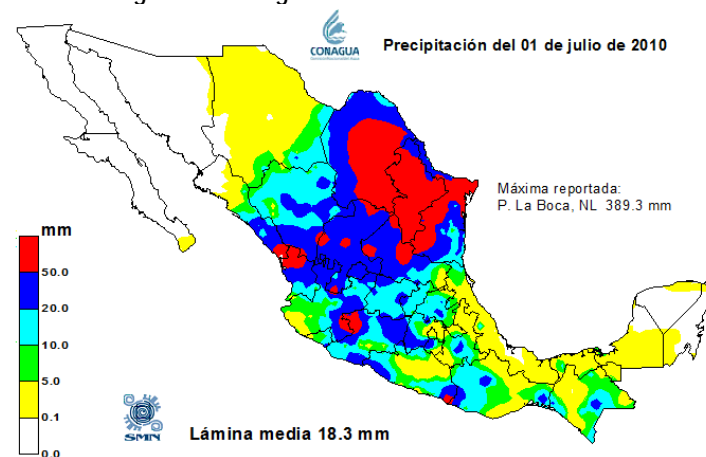 CONAGUA
Precipitación del 01 de julio de 2010
Máxima reportada:
P. La Boca, NL 389.3 mm
mm
50.0
20.0
10.0
5.0
0.1
0.0
SMN
Lámina media 18.3 mm